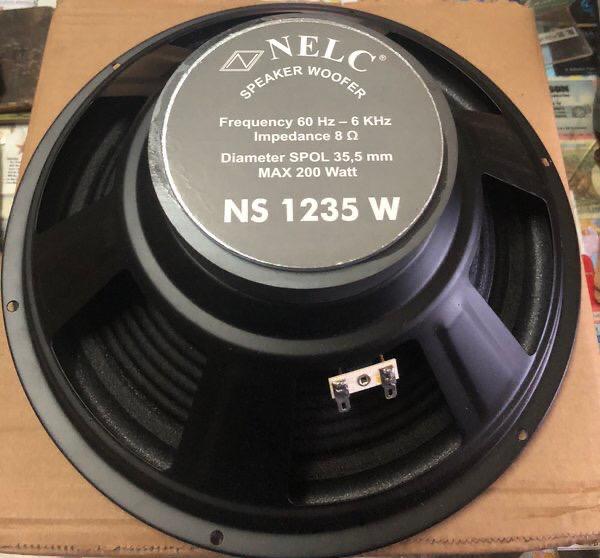 NELC®
SPEAKER WOOFER
Frequency 60 Hz – 6 KHz
Impedance 8 Ω
Diameter SPOL 35,5 mm
MAX 200 Watt
NS 1235 W